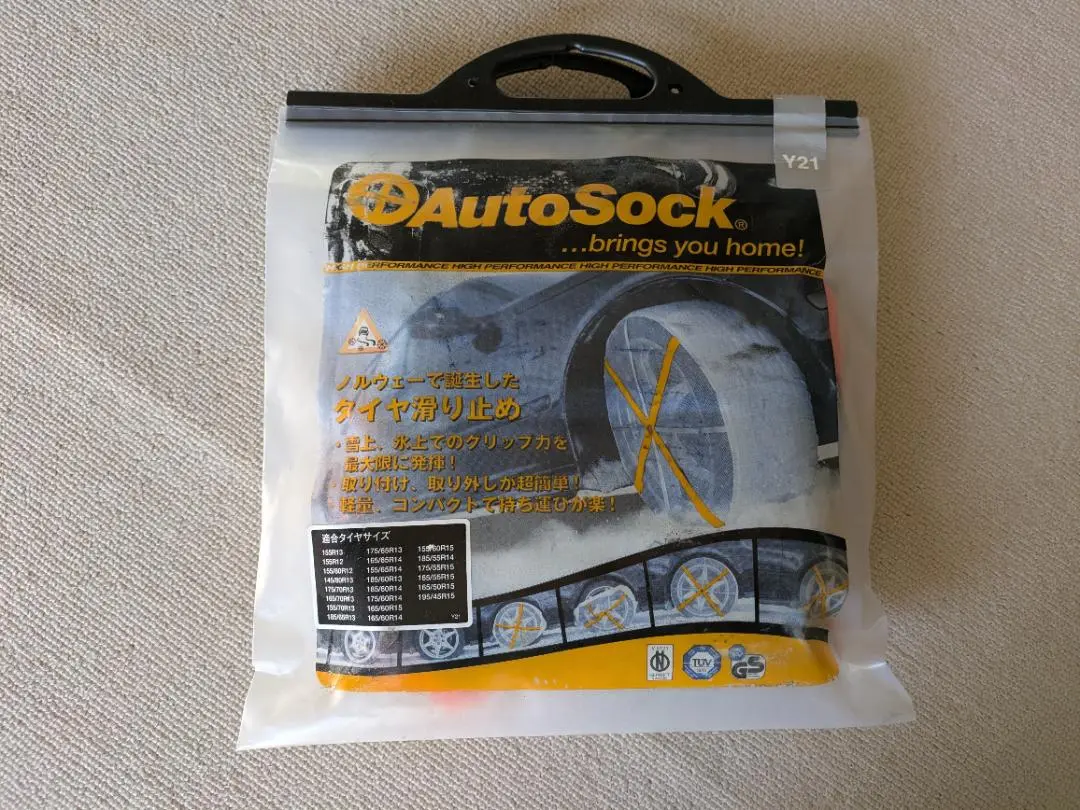 Y21
AutoSock®
...brings you home!
HIGH PERFORMANCE HIGH PERFORMANCE HIGH PERFORMANCE HIGH PERFORMANCE
ノルウェーで誕生した
タイヤ滑り止め
・雪上、氷上でのグリップ力を
最大限に発揮！
・取り付け、取り外しが超簡単！
・軽量、コンパクトで持ち運びが楽！
適合タイヤサイズ
155R13 175/65R13 155/60R15
155R12 165/65R14 185/55R14
155/80R12 155/65R14 175/55R15
145/80R13 185/60R13 165/55R15
175/70R13 185/60R14 165/50R15
165/70R13 175/60R14 195/45R15
155/70R13 165/60R15
185/65R13 165/60R14
Y21
TÜV
GS